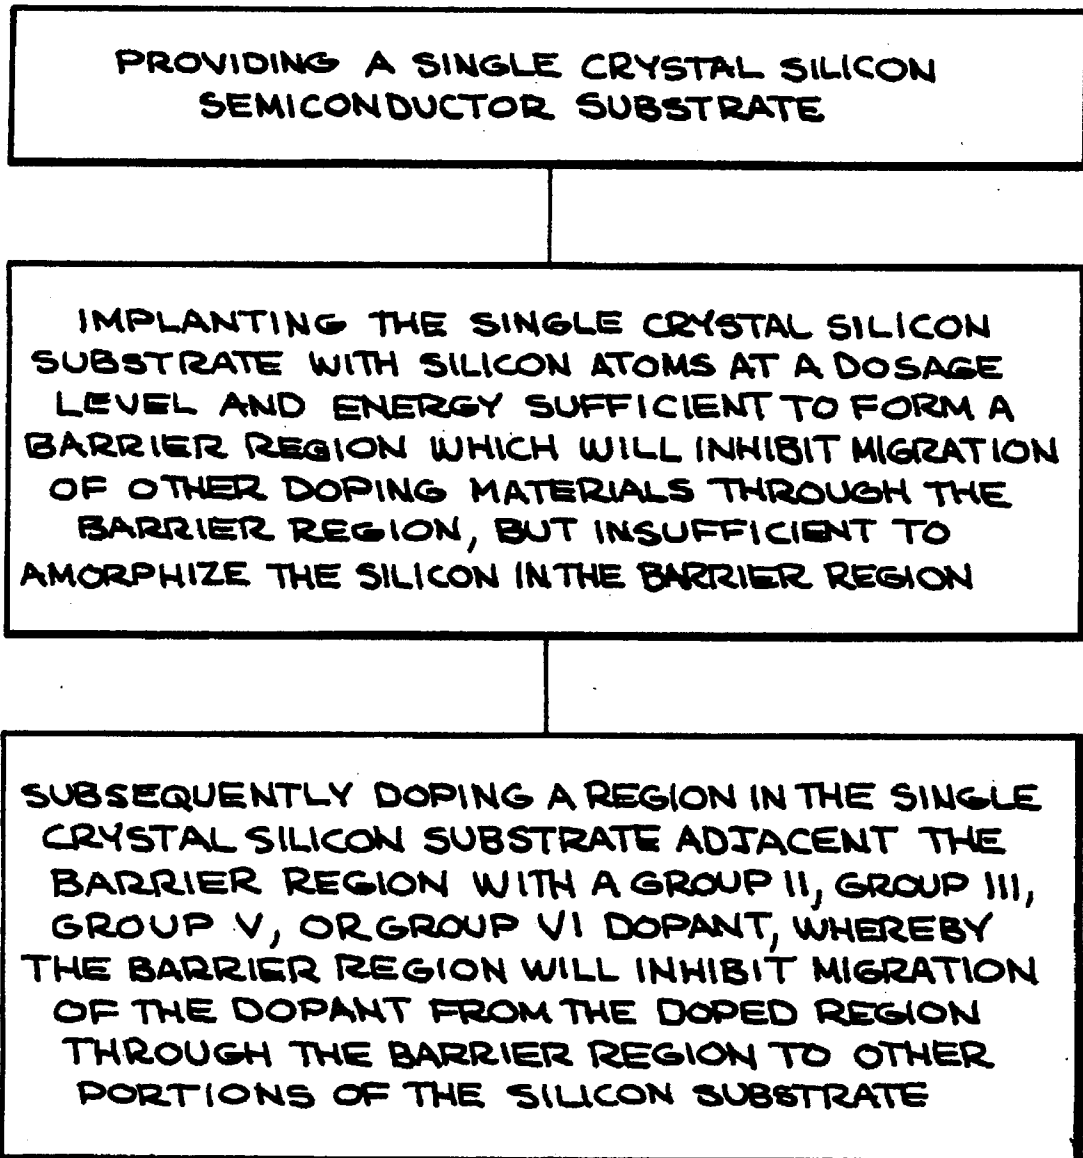 PROVIDING A SINGLE CRYSTAL SILICON
SEMICONDUCTOR SUBSTRATE
IMPLANTING THE SINGLE CRYSTAL SILICON
SUBSTRATE WITH SILICON ATOMS AT A DOSAGE
LEVEL AND ENERGY SUFFICIENT TO FORM A
BARRIER REGION WHICH WILL INHIBIT MIGRATION
OF OTHER DOPING MATERIALS THROUGH THE
BARRIER REGION, BUT INSUFFICIENT TO
AMORPHIZE THE SILICON IN THE BARRIER REGION
SUBSEQUENTLY DOPING A REGION IN THE SINGLE
CRYSTAL SILICON SUBSTRATE ADJACENT THE
BARRIER REGION WITH A GROUP II, GROUP III,
GROUP V, OR GROUP VI DOPANT, WHEREBY
THE BARRIER REGION WILL INHIBIT MIGRATION
OF THE DOPANT FROM THE DOPED REGION
THROUGH THE BARRIER REGION TO OTHER
PORTIONS OF THE SILICON SUBSTRATE